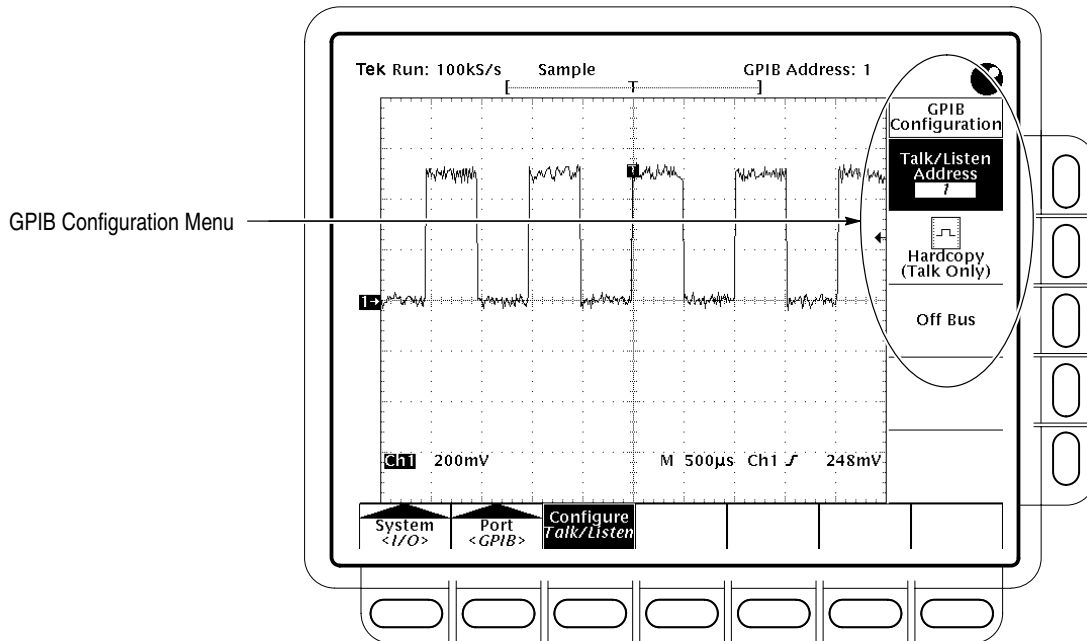 Tek Run: 100kS/s Sample GPIB Address: 1
[ T ]
GPIB
Configuration
Talk/Listen
Address
1
GPIB Configuration Menu
Hardcopy
(Talk Only)
Off Bus
T
1→
Ch1 200mV M 500µs Ch1 ƒ 248mV
System
<I/O>
Port
<GPIB>
Configure
Talk/Listen